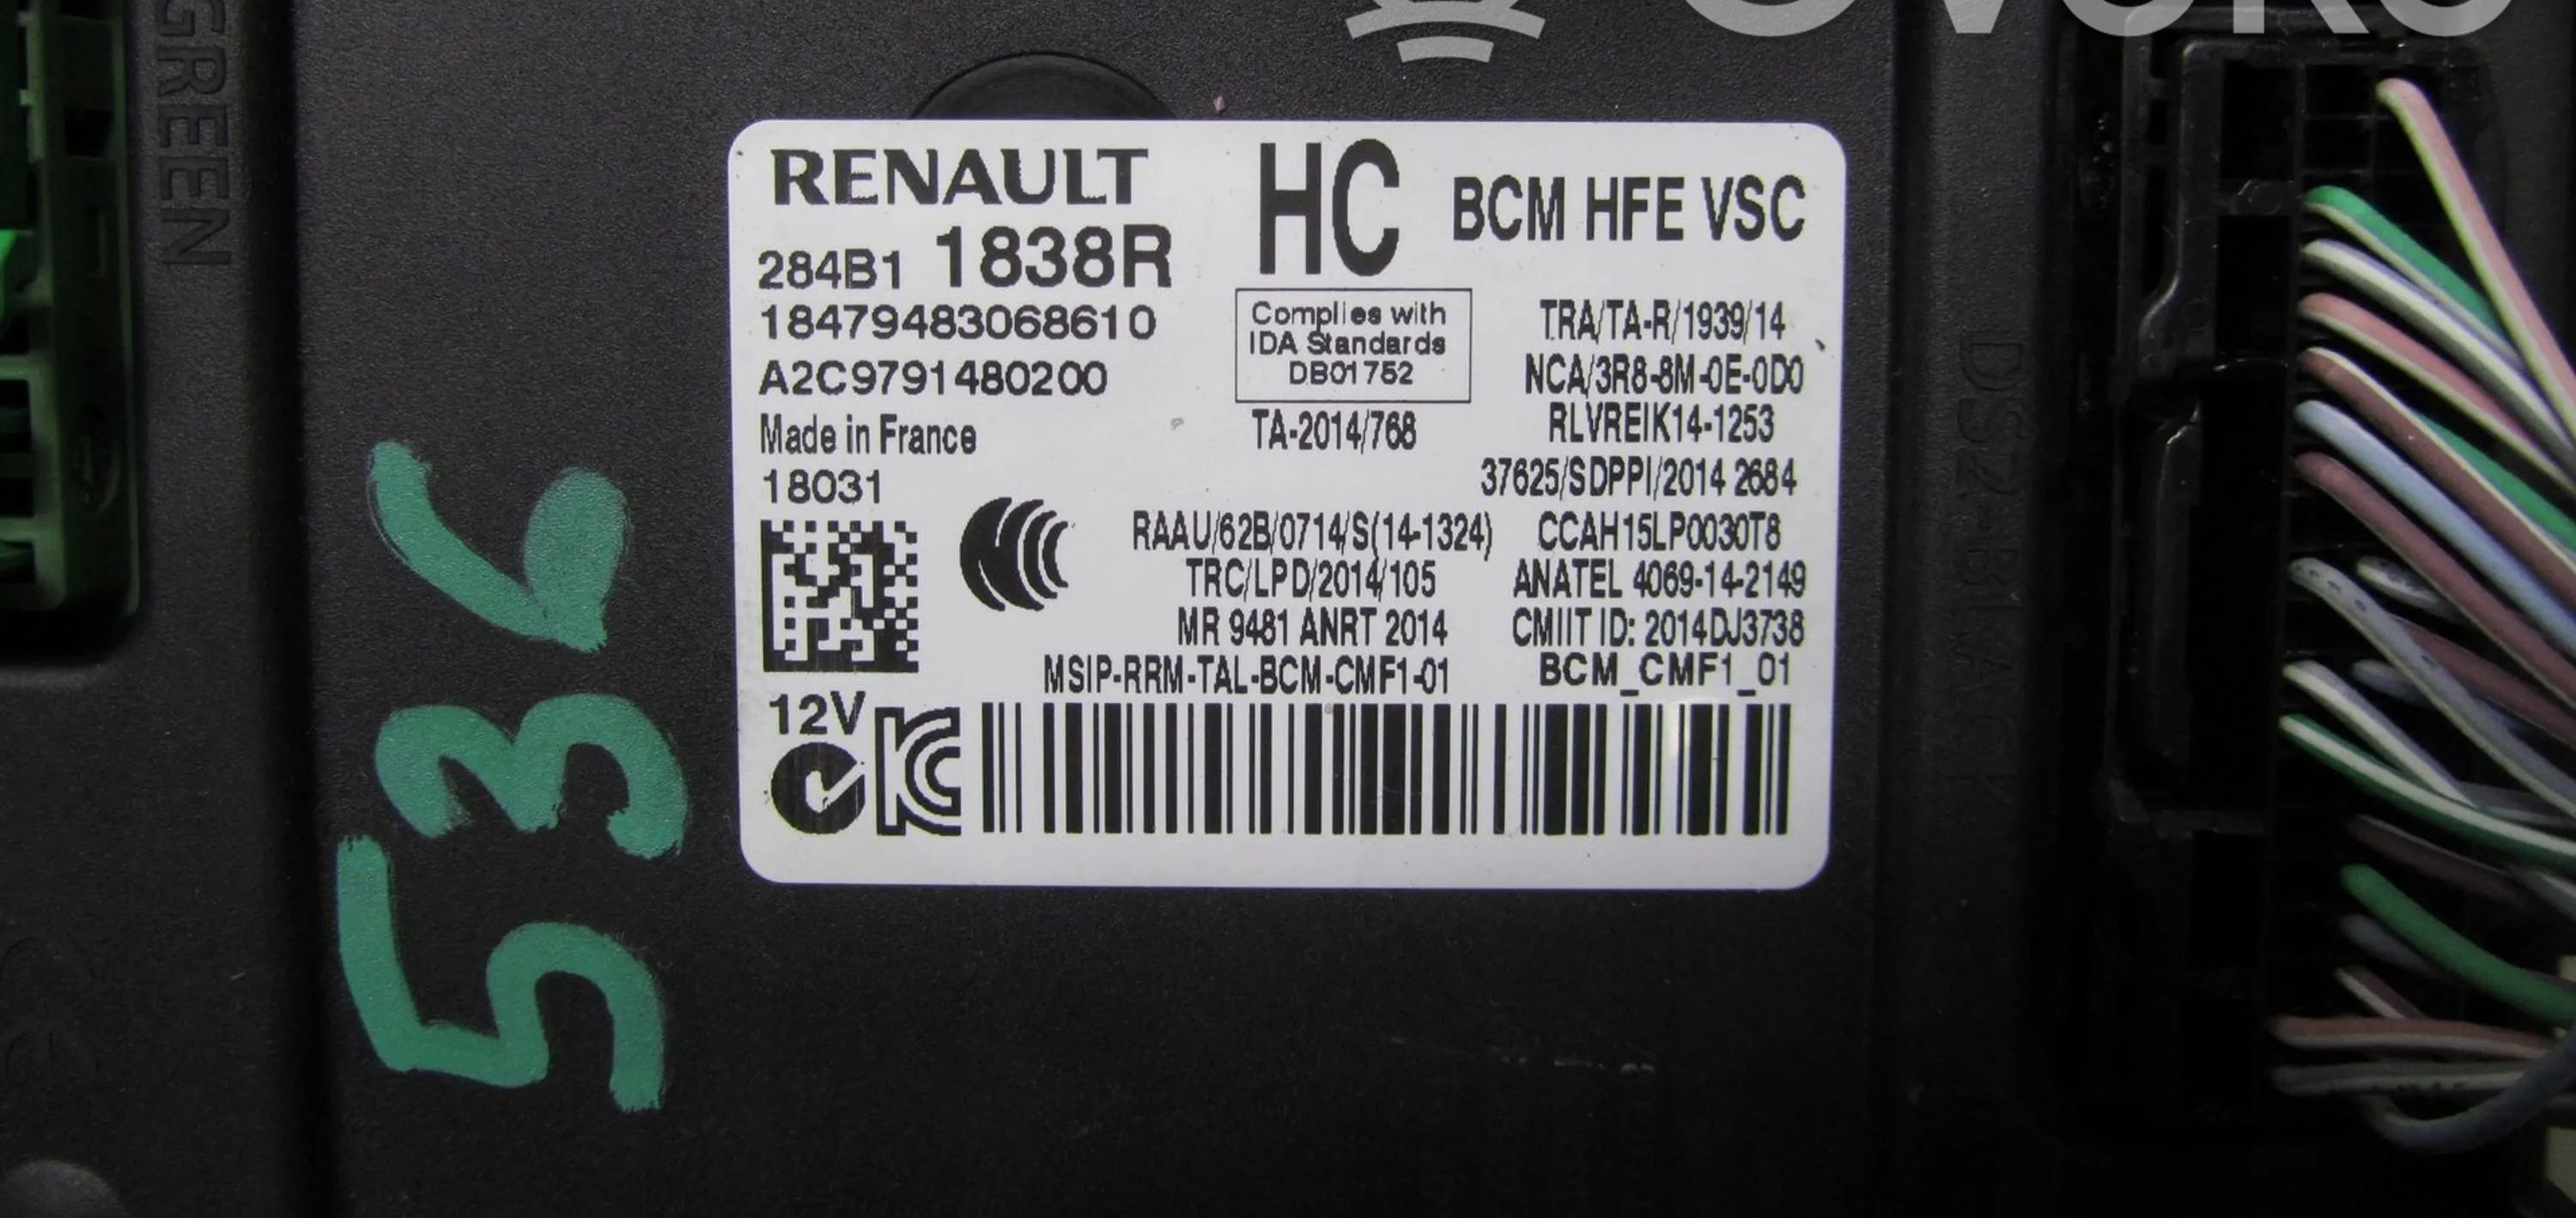 GREEN
RENAULT
HC
BCM HFE VSC
284B1 1838R
18479483068610
A2C9791480200
Made in France
18031
Complies with
IDA Standards
DB01752
TA-2014/768
TRA/TA-R/1939/14
NCA/3R8-8M-0E-0D0
RLVREIK14-1253
37625/SDPPI/2014 2684
RAAU/62B/0714/S(14-1324)
CCAH15LP0030T8
TRC/LPD/2014/105
ANATEL 4069-14-2149
MR 9481 ANRT 2014
CMIIT ID: 2014DJ3738
MSIP-RRM-TAL-BCM-CMF1-01
BCM_CMF1_01
12V
536